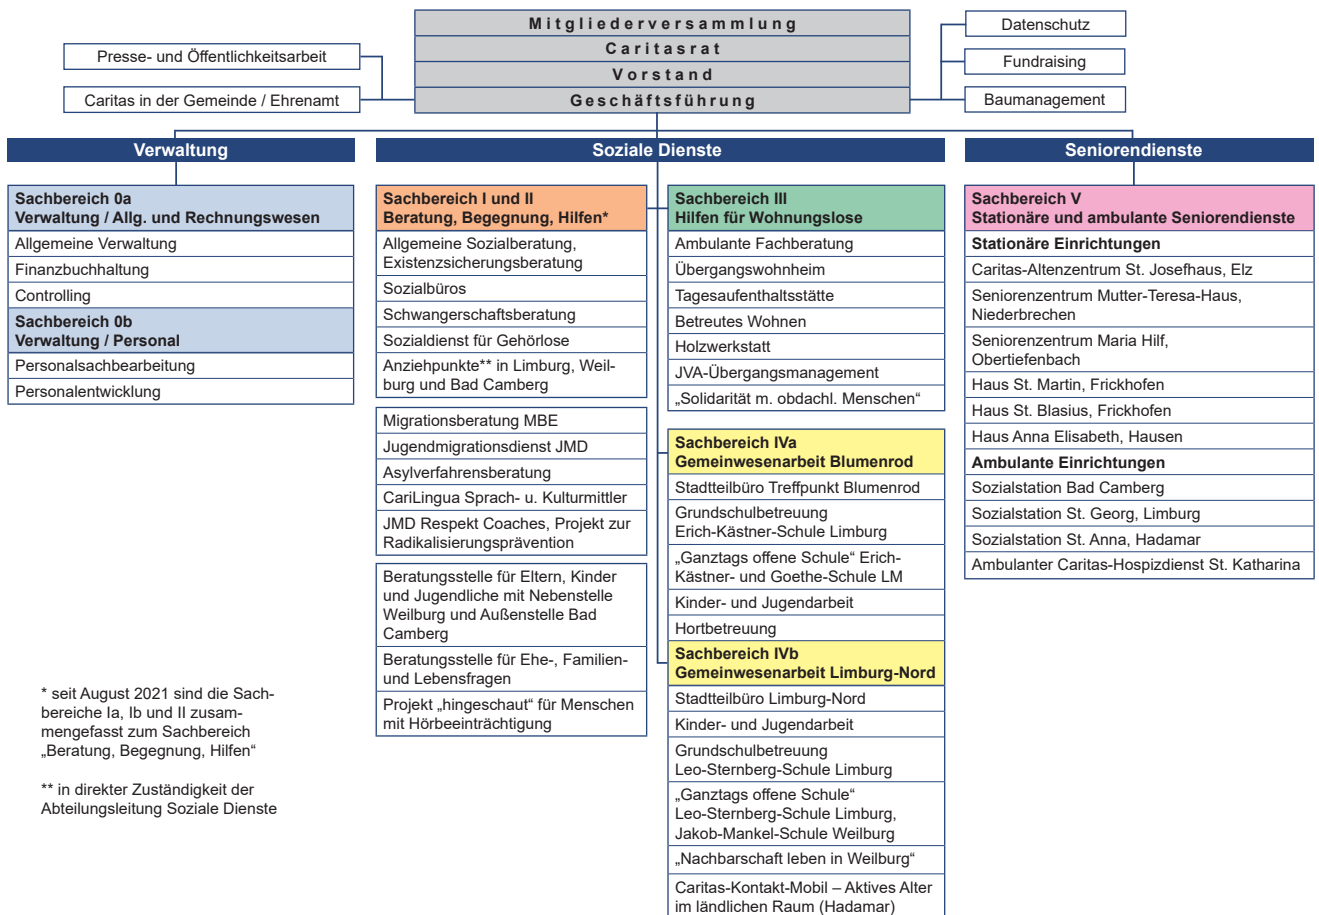 Mitgliederversammlung
Caritasrat
Vorstand
Geschäftsführung
Presse- und Öffentlichkeitsarbeit
Caritas in der Gemeinde / Ehrenamt
Datenschutz
Fundraising
Baumanagement
Verwaltung
Sachbereich 0a
Verwaltung / Allg. und Rechnungswesen
Allgemeine Verwaltung
Finanzbuchhaltung
Controlling
Sachbereich 0b
Verwaltung / Personal
Personalsachbearbeitung
Personalentwicklung
Soziale Dienste
Sachbereich I und II
Beratung, Begegnung, Hilfen*
Allgemeine Sozialberatung,
Existenzsicherungsberatung
Sozialbüros
Schwangerschaftsberatung
Sozialdienst für Gehörlose
Anziehpunkte** in Limburg, Weil-
burg und Bad Camberg
Migrationsberatung MBE
Jugendmigrationsdienst JMD
Asylverfahrensberatung
CariLingua Sprach- u. Kulturmittler
JMD Respekt Coaches, Projekt zur
Radikalisierungsprävention
Beratungsstelle für Eltern, Kinder
und Jugendliche mit Nebenstelle
Weilburg und Außenstelle Bad
Camberg
Beratungsstelle für Ehe-, Familien-
und Lebensfragen
Projekt „hingeschaut“ für Menschen
mit Hörbeeinträchtigung
Sachbereich III
Hilfen für Wohnungslose
Ambulante Fachberatung
Übergangswohnheim
Tagesaufenthaltsstätte
Betreutes Wohnen
Holzwerkstatt
JVA-Übergangsmanagement
„Solidarität m. obdachl. Menschen“
Sachbereich IVa
Gemeinwesenarbeit Blumenrod
Stadtteilbüro Treffpunkt Blumenrod
Grundschulbetreuung
Erich-Kästner-Schule Limburg
„Ganztags offene Schule“ Erich-
Kästner- und Goethe-Schule LM
Kinder- und Jugendarbeit
Hortbetreuung
Sachbereich IVb
Gemeinwesenarbeit Limburg-Nord
Stadtteilbüro Limburg-Nord
Kinder- und Jugendarbeit
Grundschulbetreuung
Leo-Sternberg-Schule Limburg
„Ganztags offene Schule“
Leo-Sternberg-Schule Limburg,
Jakob-Mankel-Schule Weilburg
„Nachbarschaft leben in Weilburg“
Caritas-Kontakt-Mobil – Aktives Alter
im ländlichen Raum (Hadamar)
Seniorendienste
Sachbereich V
Stationäre und ambulante Seniorendienste
Stationäre Einrichtungen
Caritas-Altenzentrum St. Josefhaus, Elz
Seniorenzentrum Mutter-Teresa-Haus,
Niederbrechen
Seniorenzentrum Maria Hilf,
Obertiefenbach
Haus St. Martin, Frickhofen
Haus St. Blasius, Frickhofen
Haus Anna Elisabeth, Hausen
Ambulante Einrichtungen
Sozialstation Bad Camberg
Sozialstation St. Georg, Limburg
Sozialstation St. Anna, Hadamar
Ambulanter Caritas-Hospizdienst St. Katharina
* seit August 2021 sind die Sach-
bereiche Ia, Ib und II zusam-
mengefasst zum Sachbereich
„Beratung, Begegnung, Hilfen“
** in direkter Zuständigkeit der
Abteilungsleitung Soziale Dienste